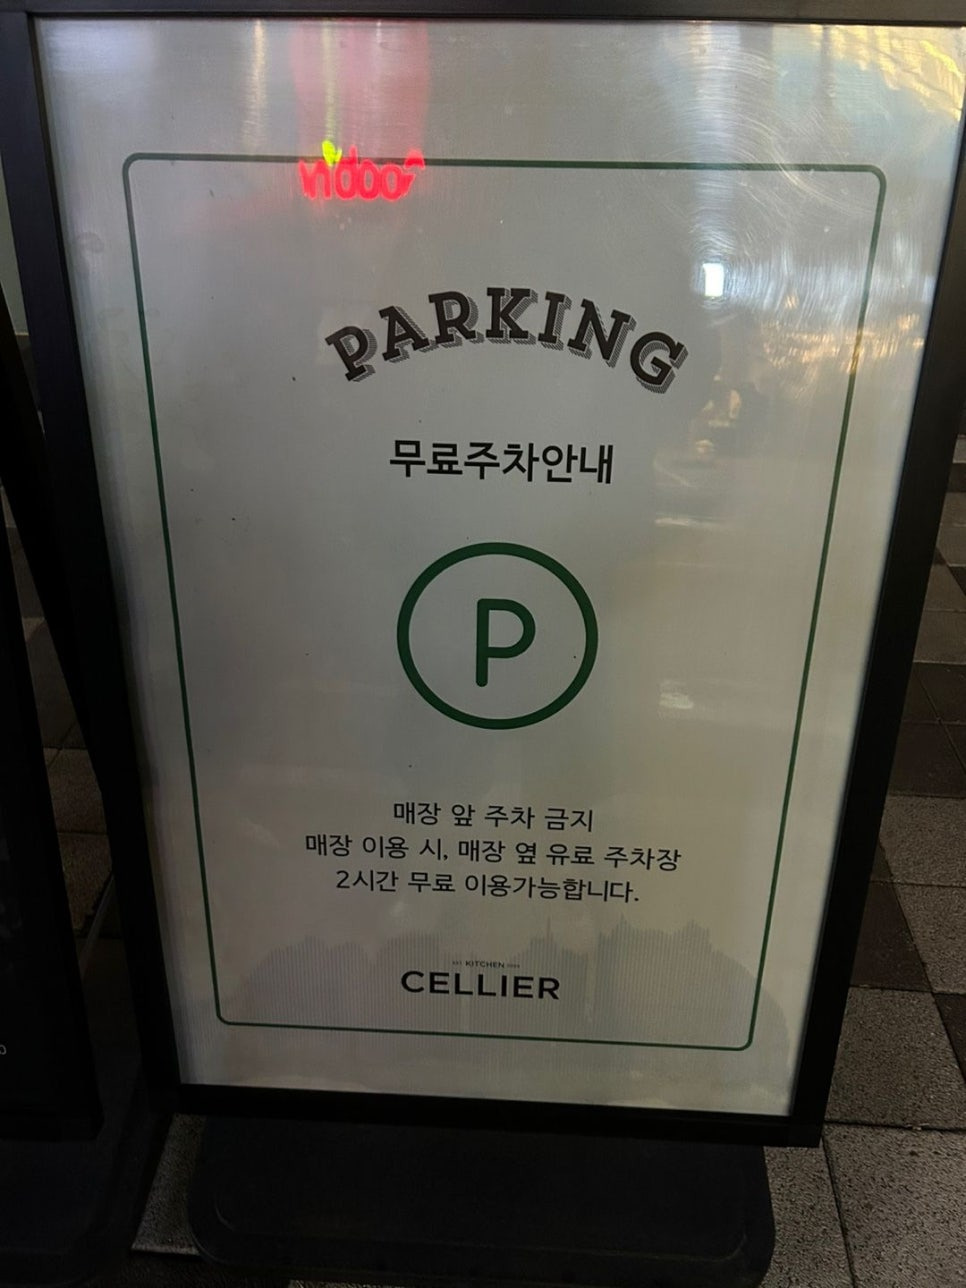 PARKING
무료주차안내
P
매장 앞 주차 금지
매장 이용 시, 매장 옆 유료 주차장
2시간 무료 이용가능합니다.
KITCHEN
CELLIER